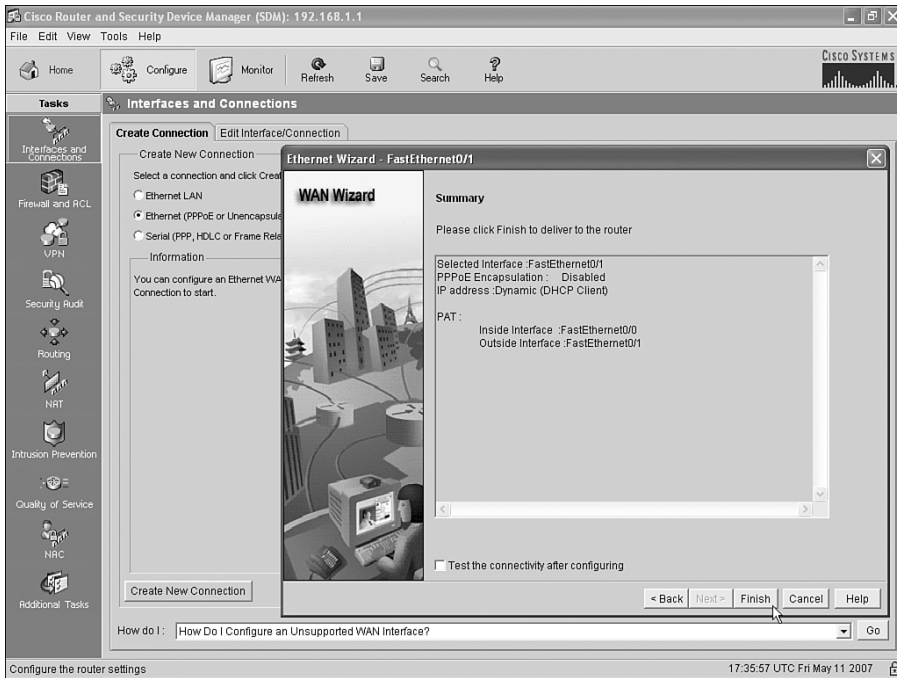 Cisco Router and Security Device Manager (SDM): 192.168.1.1
File Edit View Tools Help
Home Configure Monitor Refresh Save Search Help
CISCO SYSTEMS
Tasks
Interfaces and Connections
Interfaces and Connections
Firewall and ACL
VPN
Security Audit
Routing
NAT
Intrusion Prevention
Quality of Service
NAC
Additional Tasks
Create Connection Edit Interface/Connection
Create New Connection
Select a connection and click Creat
Ethernet LAN
Ethernet (PPPoE or Unencapsula
Serial (PPP, HDLC or Frame Rela
Information
You can configure an Ethernet WA
Connection to start.
Create New Connection
Ethernet Wizard - FastEthernet0/1
WAN Wizard
Summary
Please click Finish to deliver to the router
Selected Interface :FastEthernet0/1
PPPoE Encapsulation : Disabled
IP address :Dynamic (DHCP Client)
PAT :
Inside Interface :FastEthernet0/0
Outside Interface :FastEthernet0/1
Test the connectivity after configuring
< Back Next > Finish Cancel Help
How do I : How Do I Configure an Unsupported WAN Interface? Go
Configure the router settings 17:35:57 UTC Fri May 11 2007